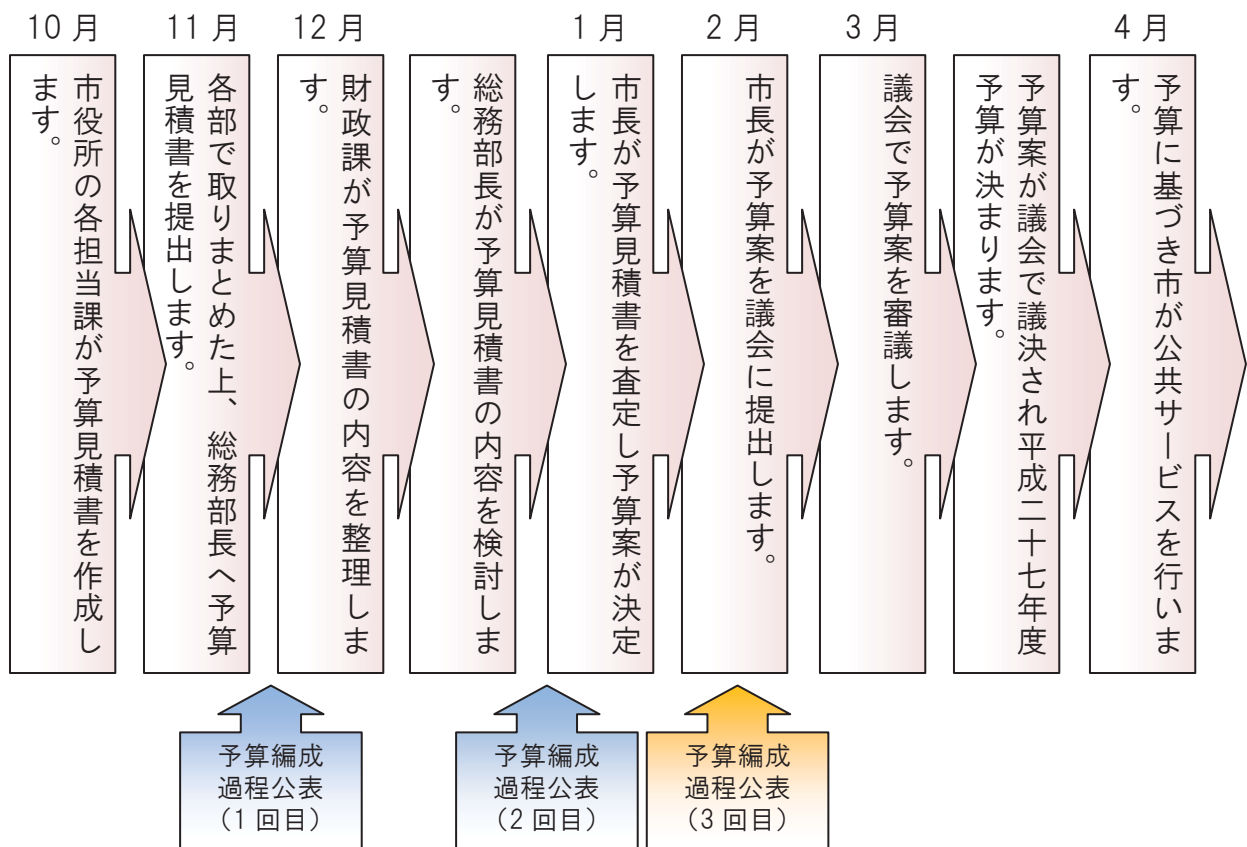 10月
11月
12月
1月
2月
3月
4月
市役所の各担当課が予算見積書を作成し
ます。
各部で取りまとめた上、総務部長へ予算
見積書を提出します。
財政課が予算見積書の内容を整理しま
す。
総務部長が予算見積書の内容を検討しま
す。
市長が予算見積書を査定し予算案が決定
します。
市長が予算案を議会に提出します。
議会で予算案を審議します。
予算案が議会で議決され平成二十七年度
予算が決まります。
予算に基づき市が公共サービスを行いま
す。
予算編成
過程公表
(1回目)
予算編成
過程公表
(2回目)
予算編成
過程公表
(3回目)